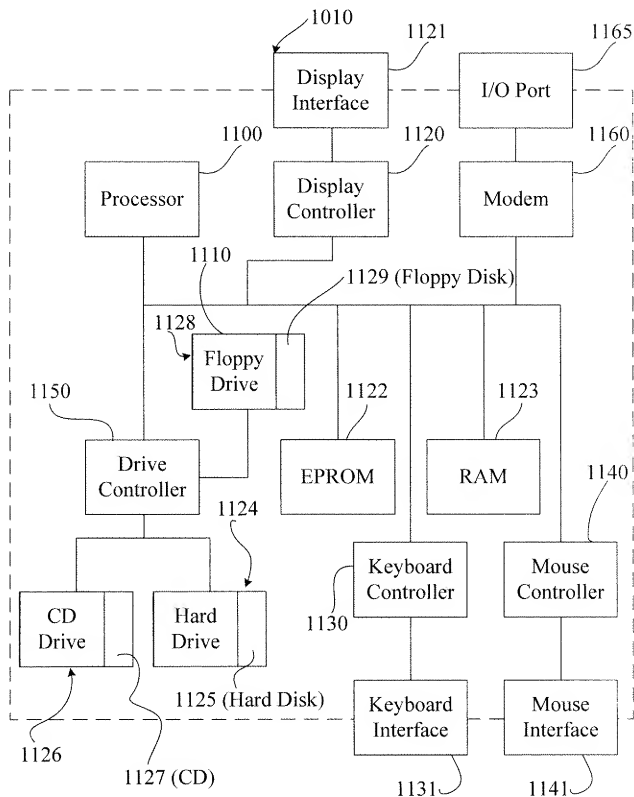 1010
1121
1165
Display
Interface
I/O Port
1100
1120
1160
Processor
Display
Controller
Modem
1110
1129 (Floppy Disk)
1128
Floppy
Drive
1150
1122
1123
Drive
Controller
EPROM
RAM
1124
1140
Keyboard
Controller
Mouse
Controller
1130
CD
Drive
Hard
Drive
1125 (Hard Disk)
Keyboard
Interface
Mouse
Interface
1126
1127 (CD)
1131
1141